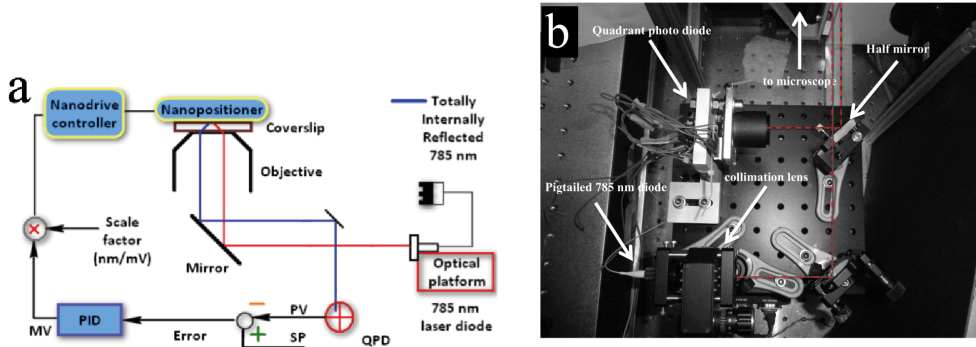 a
Nanodrive
controller
Nanopositioner
Coverslip
Objective
Totally
Internally
Reflected
785 nm
Scale
factor
(nm/mV)
Mirror
Optical
platform
785 nm
laser diode
MV
PID
Error
PV
SP
QPD
b
Quadrant photo diode
to microscope
Half mirror
collimation lens
Pigtailed 785 nm diode